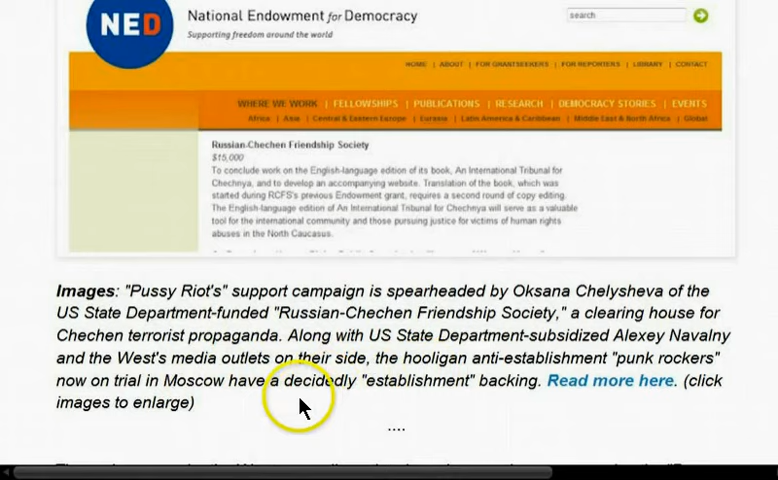 NED
National Endowment for Democracy
Supporting freedom around the world
search
HOME | ABOUT | FOR GRANTSEEKERS | FOR REPORTERS | LIBRARY | CONTACT
WHERE WE WORK | FELLOWSHIPS | PUBLICATIONS | RESEARCH | DEMOCRACY STORIES | EVENTS
Africa | Asia | Central & Eastern Europe | Eurasia | Latin America & Caribbean | Middle East & North Africa | Global
Russian-Chechen Friendship Society
$15,000
To conclude work on the English-language edition of its book, An International Tribunal for
Chechnya, and to develop an accompanying website. Translation of the book, which was
started during RCFS's previous Endowment grant, requires a second round of copy editing.
The English-language edition of An International Tribunal for Chechnya will serve as a valuable
tool for the international community and those pursuing justice for victims of human rights
abuses in the North Caucasus.
Images: "Pussy Riot's" support campaign is spearheaded by Oksana Chelysheva of the
US State Department-funded "Russian-Chechen Friendship Society," a clearing house for
Chechen terrorist propaganda. Along with US State Department-subsidized Alexey Navalny
and the West's media outlets on their side, the hooligan anti-establishment "punk rockers"
now on trial in Moscow have a decidedly "establishment" backing. Read more here. (click
images to enlarge)
....